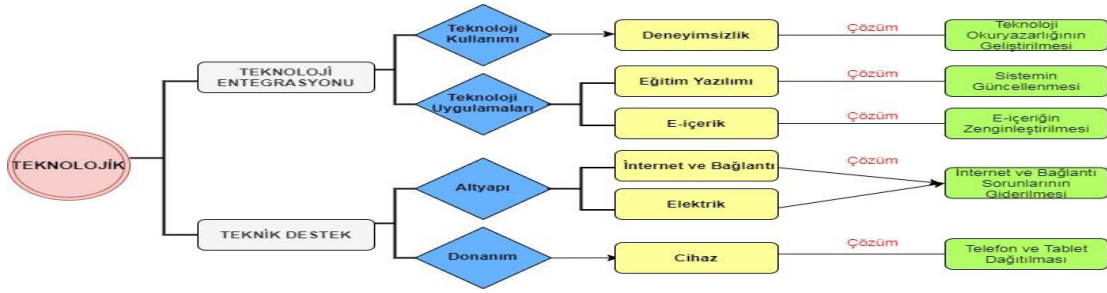 TEKNOLOJİK
TEKNOLOJİ
ENTEGRASYONU
TEKNİK DESTEK
Teknoloji
Kullanımı
Teknoloji
Uygulamaları
Altyapı
Donanım
Deneyimsizlik
Çözüm
Teknoloji
Okuryazarlığının
Geliştirilmesi
Eğitim Yazılımı
Çözüm
Sistemin
Güncellenmesi
E-içerik
Çözüm
E-içeriğin
Zenginleştirilmesi
İnternet ve Bağlantı
Elektrik
Çözüm
İnternet ve Bağlantı
Sorunlarının
Giderilmesi
Cihaz
Çözüm
Telefon ve Tablet
Dağıtılması